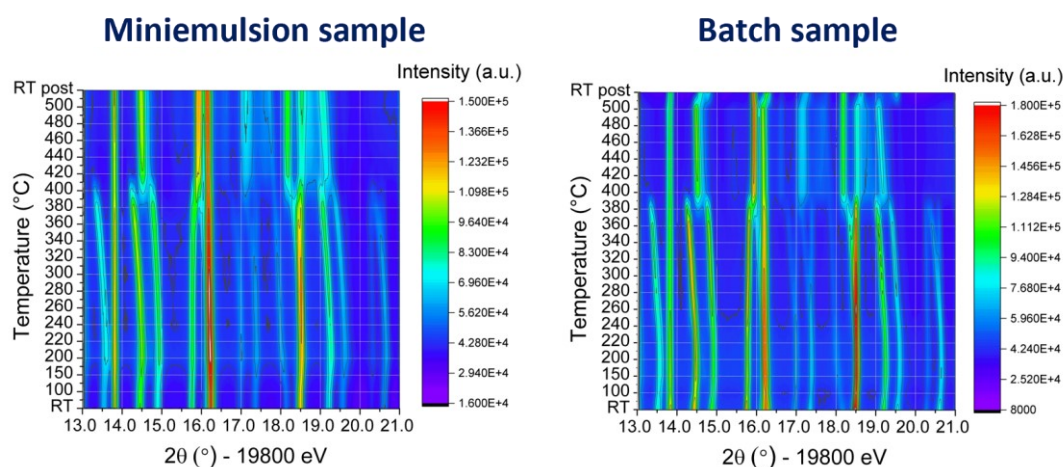 Miniemulsion sample
Batch sample
Intensity (a.u.)
1.500E+5
1.366E+5
1.232E+5
1.098E+5
9.640E+4
8.300E+4
6.960E+4
5.620E+4
4.280E+4
2.940E+4
1.600E+4
Temperature (°C)
RT post
500
480
460
440
420
400
380
360
340
320
300
280
260
240
220
200
150
100
RT
13.0 14.0 15.0 16.0 17.0 18.0 19.0 20.0 21.0
2θ (°) - 19800 eV
Intensity (a.u.)
1.800E+5
1.628E+5
1.456E+5
1.284E+5
1.112E+5
9.400E+4
7.680E+4
5.960E+4
4.240E+4
2.520E+4
8000
Temperature (°C)
RT post
500
480
460
440
420
400
380
360
340
320
300
280
260
240
220
200
150
100
RT
13.0 14.0 15.0 16.0 17.0 18.0 19.0 20.0 21.0
2θ (°) - 19800 eV